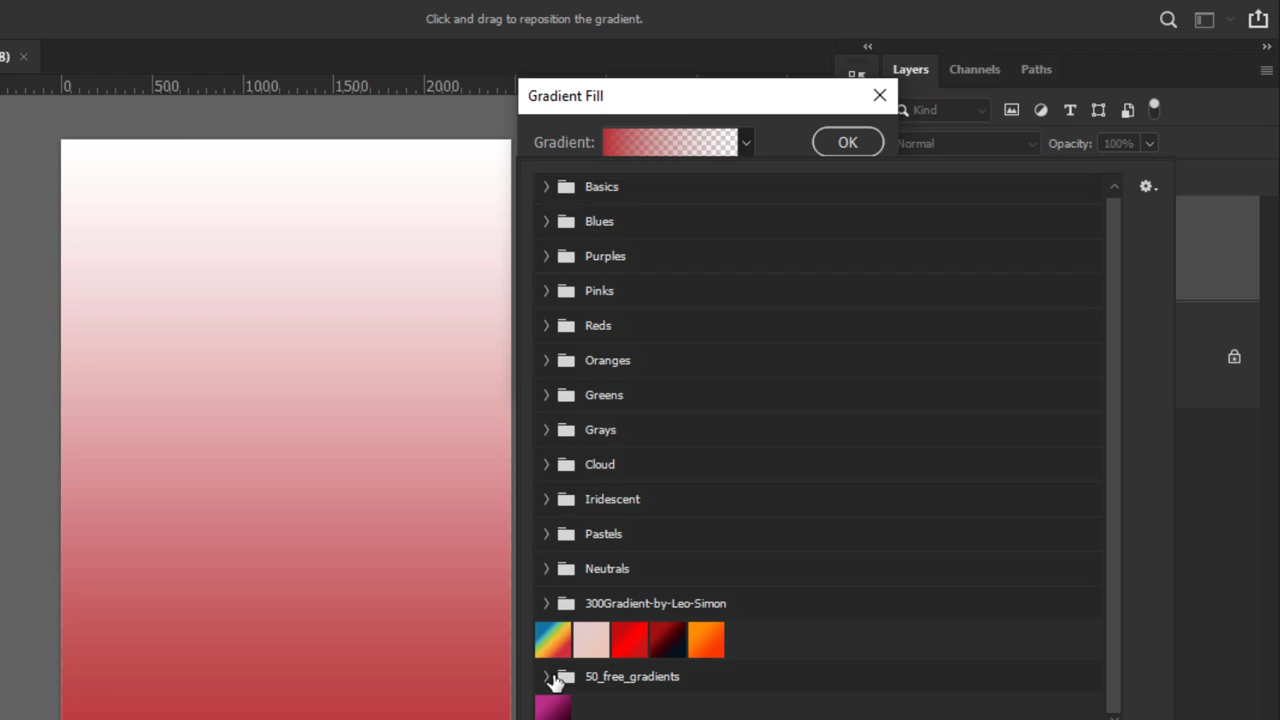 Click and drag to reposition the gradient.
8)
0 500 1000 1500 2000
Layers Channels Paths
Gradient Fill
Kind
Gradient: OK
Normal Opacity: 100%
Basics
Blues
Purples
Pinks
Reds
Oranges
Greens
Grays
Cloud
Iridescent
Pastels
Neutrals
300Gradient-by-Leo-Simon
50_free_gradients